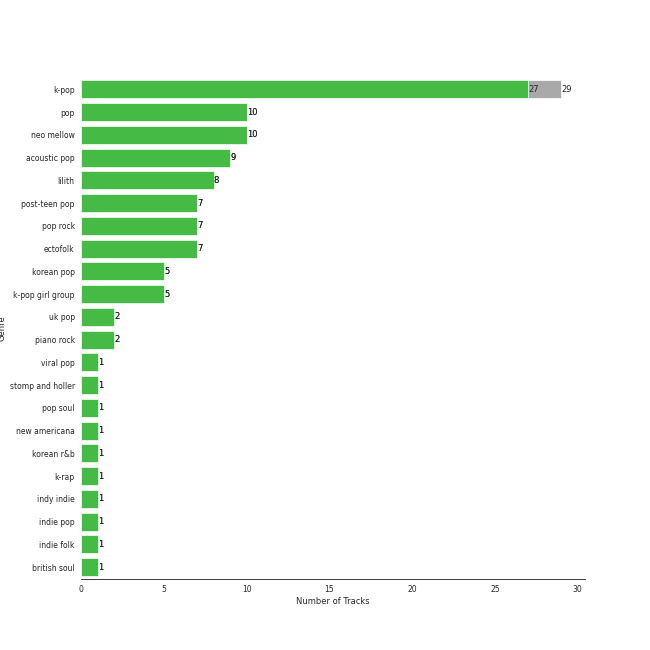 k-pop 27 29
pop 10
neo mellow 10
acoustic pop 9
lilith 8
post-teen pop 7
pop rock 7
ectofolk 7
korean pop 5
k-pop girl group 5
uk pop 2
piano rock 2
viral pop 1
stomp and holler 1
pop soul 1
new americana 1
korean r&b 1
k-rap 1
indy indie 1
indie pop 1
indie folk 1
british soul 1
0 5 10 15 20 25 30
Number of Tracks
Genre